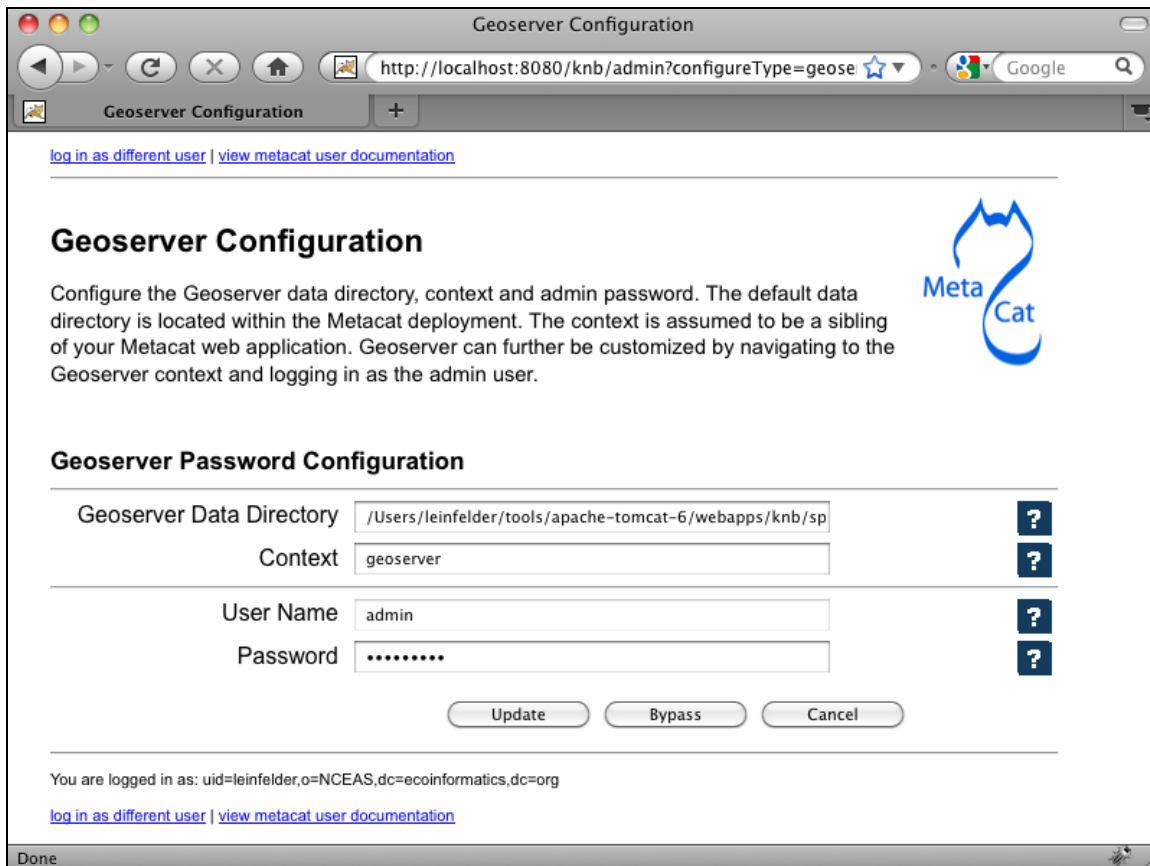 Geoserver Configuration
http://localhost:8080/knb/admin?configureType=geose
Google
Geoserver Configuration
+
log in as different user | view metacat user documentation
Geoserver Configuration
Configure the Geoserver data directory, context and admin password. The default data
directory is located within the Metacat deployment. The context is assumed to be a sibling
of your Metacat web application. Geoserver can further be customized by navigating to the
Geoserver context and logging in as the admin user.
Meta
Cat
Geoserver Password Configuration
Geoserver Data Directory /Users/leinfelder/tools/apache-tomcat-6/webapps/knb/sp ?
Context geoserver ?
User Name admin ?
Password ••••••••• ?
Update Bypass Cancel
You are logged in as: uid=leinfelder,o=NCEAS,dc=ecoinformatics,dc=org
log in as different user | view metacat user documentation
Done